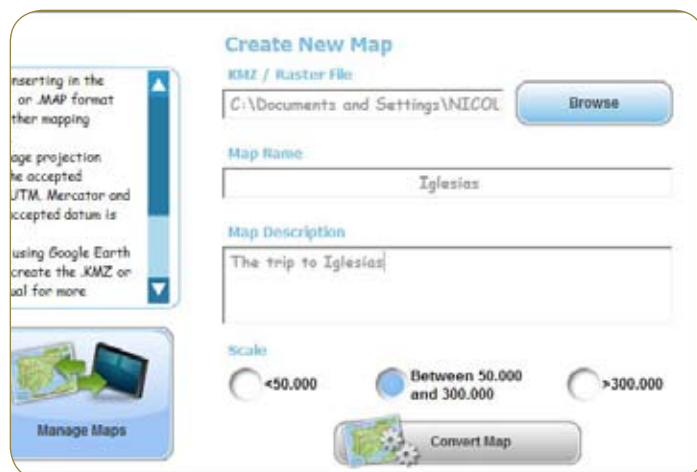 nserting in the
or .MAP format
ther mapping
age projection
he accepted
UTM, Mercator and
accepted datum is
using Google Earth
create the .KMZ or
ual for more
Manage Maps
Create New Map
KMZ / Raster File
C:\Documents and Settings\NICOL
Browse
Map Name
Iglesias
Map Description
The trip to Iglesias
Scale
<50.000
Between 50.000
and 300.000
>300.000
Convert Map